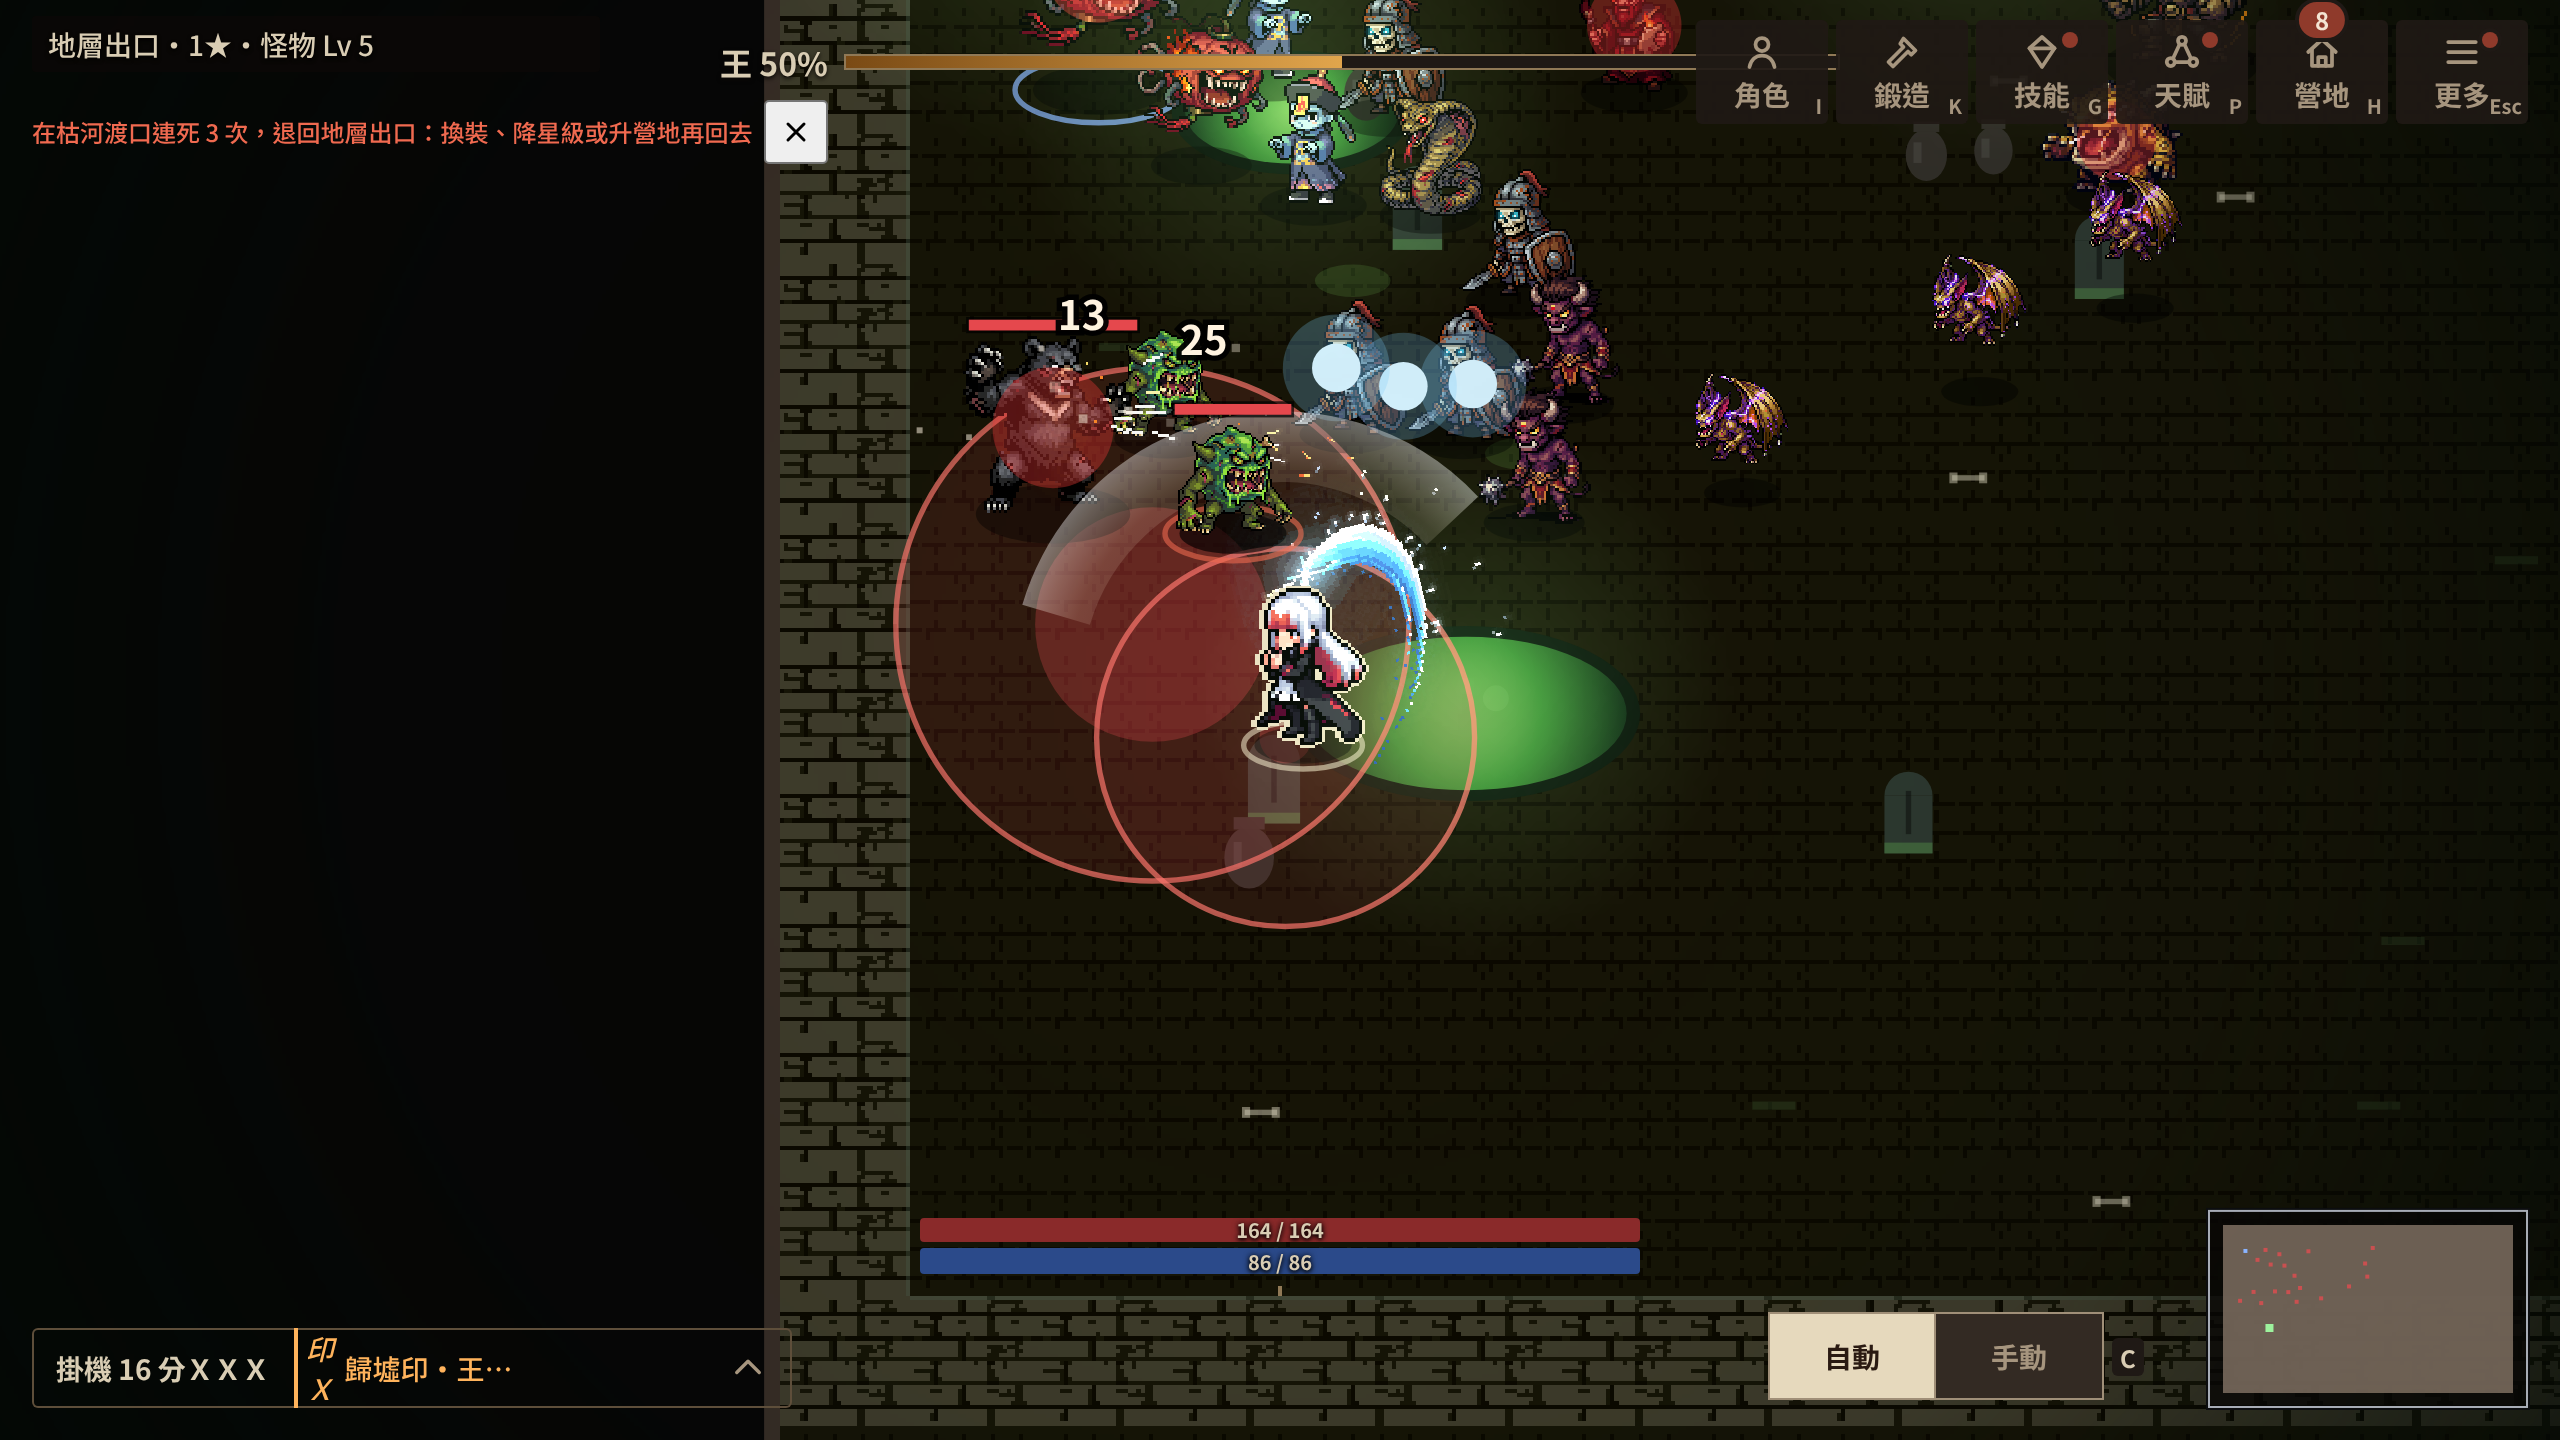 地層出口・1★・怪物 Lv 5
王 50%
在枯河渡口連死 3 次，退回地層出口：換裝、降星級或升營地再回去
角色 I
鍛造 K
技能 G
天賦 P
8
營地 H
更多 Esc
13
25
164 / 164
86 / 86
掛機 16 分 X X X
印
X
歸墟印・王…
自動
手動
C